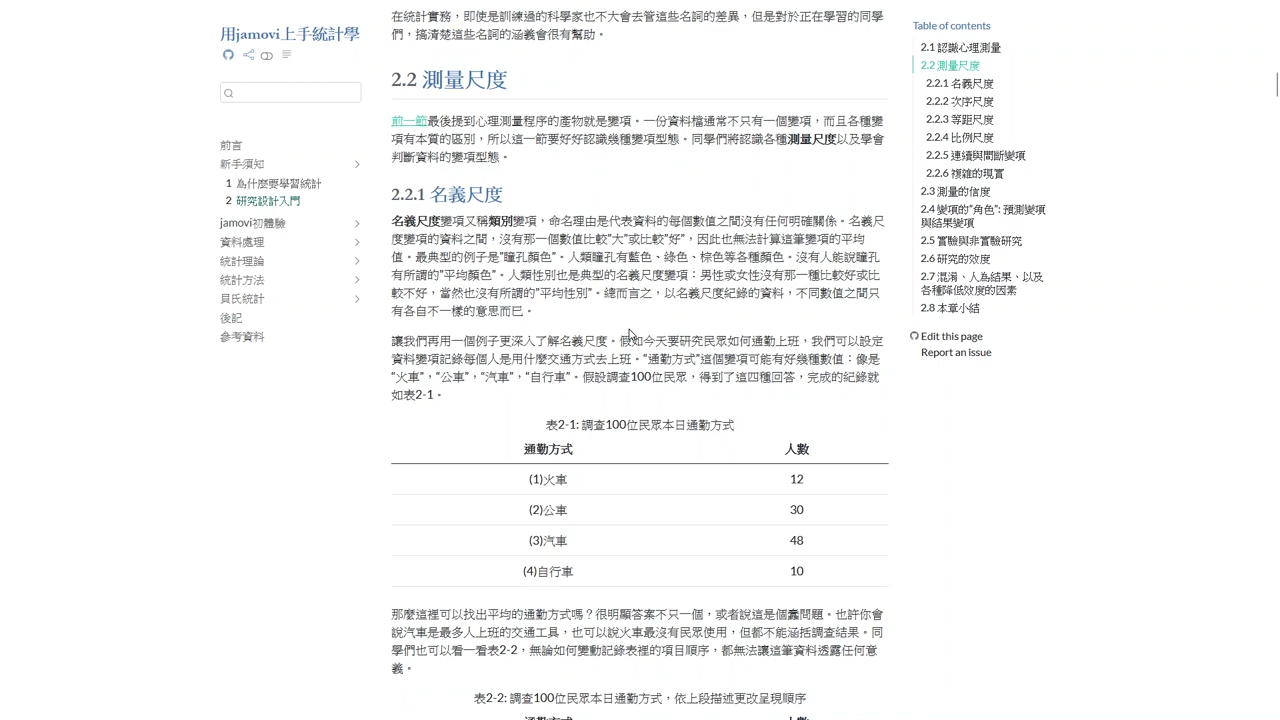 用jamovi上手統計學
前言
新手須知
1 為什麼要學習統計
2 研究設計入門
jamovi初體驗
資料處理
統計理論
統計方法
貝氏統計
後記
參考資料
在統計實務，即使是訓練過的科學家也不大會去管這些名詞的差異，但是對於正在學習的同學
們，搞清楚這些名詞的涵義會很有幫助。
2.2 測量尺度
前一節最後提到心理測量程序的產物就是變項。一份資料檔通常不只有一個變項，而且各種變
項有本質的區別，所以這一節要好好認識幾種變項型態。同學們將認識各種測量尺度以及學會
判斷資料的變項型態。
2.2.1 名義尺度
名義尺度變項又稱類別變項，命名理由是代表資料的每個數值之間沒有任何明確關係。名義尺
度變項的資料之間，沒有那一個數值比較”大”或比較”好”，因此也無法計算這筆變項的平均
值。最典型的例子是”瞳孔顏色”。人類瞳孔有藍色、綠色、棕色等各種顏色。沒有人能說瞳孔
有所謂的”平均顏色”。人類性別也是典型的名義尺度變項：男性或女性沒有那一種比較好或比
較不好，當然也沒有所謂的”平均性別”。總而言之，以名義尺度紀錄的資料，不同數值之間只
有各自不一樣的意思而已。
讓我們再用一個例子更深入了解名義尺度。假如今天要研究民眾如何通勤上班，我們可以設定
資料變項記錄每個人是用什麼交通方式去上班。“通勤方式”這個變項可能有好幾種數值：像是
“火車”，“公車”，“汽車”，“自行車”。假設調查100位民眾，得到了這四種回答，完成的紀錄就
如表2-1。
表2-1: 調查100位民眾本日通勤方式
通勤方式 人數
(1)火車 12
(2)公車 30
(3)汽車 48
(4)自行車 10
那麼這裡可以找出平均的通勤方式嗎？很明顯答案不只一個，或者說這是個蠢問題。也許你會
說汽車是最多人上班的交通工具，也可以說火車最沒有民眾使用，但都不能涵括調查結果。同
學們也可以看一看表2-2，無論如何變動記錄表裡的項目順序，都無法讓這筆資料透露任何意
義。
表2-2: 調查100位民眾本日通勤方式，依上段描述更改呈現順序
Table of contents
2.1 認識心理測量
2.2 測量尺度
2.2.1 名義尺度
2.2.2 次序尺度
2.2.3 等距尺度
2.2.4 比例尺度
2.2.5 連續與間斷變項
2.2.6 複雜的現實
2.3 測量的信度
2.4 變項的“角色”: 預測變項
與結果變項
2.5 實驗與非實驗研究
2.6 研究的效度
2.7 混淆、人為結果、以及
各種降低效度的因素
2.8 本章小結
Edit this page
Report an issue